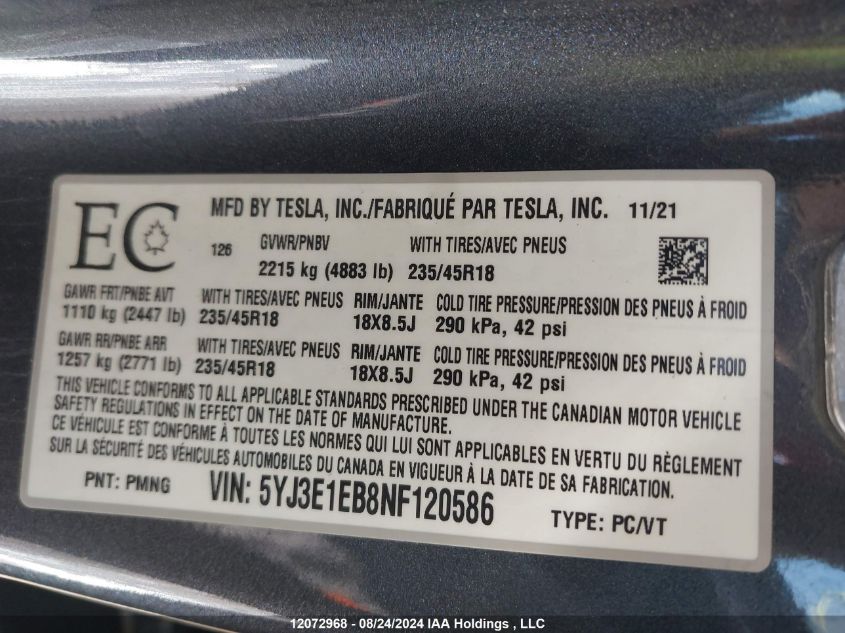 EC
MFD BY TESLA, INC./FABRIQUÉ PAR TESLA, INC. 11/21
126 GVWR/PNBV WITH TIRES/AVEC PNEUS
2215 kg (4883 lb) 235/45R18
GAWR FRT/PNBE AVT WITH TIRES/AVEC PNEUS RIM/JANTE COLD TIRE PRESSURE/PRESSION DES PNEUS À FROID
1110 kg (2447 lb) 235/45R18 18X8.5J 290 kPa, 42 psi
GAWR RR/PNBE ARR WITH TIRES/AVEC PNEUS RIM/JANTE COLD TIRE PRESSURE/PRESSION DES PNEUS À FROID
1257 kg (2771 lb) 235/45R18 18X8.5J 290 kPa, 42 psi
THIS VEHICLE CONFORMS TO ALL APPLICABLE STANDARDS PRESCRIBED UNDER THE CANADIAN MOTOR VEHICLE
SAFETY REGULATIONS IN EFFECT ON THE DATE OF MANUFACTURE.
CE VÉHICULE EST CONFORME À TOUTES LES NORMES QUI LUI SONT APPLICABLES EN VERTU DU RÈGLEMENT
SUR LA SÉCURITÉ DES VÉHICULES AUTOMOBILES DU CANADA EN VIGUEUR À LA DATE DE SA FABRICATION.
PNT: PMNG VIN: 5YJ3E1EB8NF120586 TYPE: PC/VT
12072968 - 08/24/2024 IAA Holdings , LLC